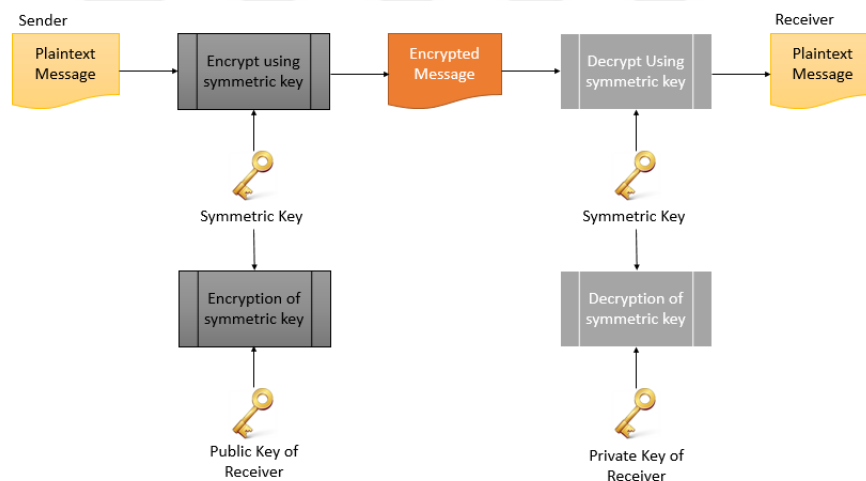 Sender
Receiver
Plaintext
Message
Encrypt using
symmetric key
Encrypted
Message
Decrypt Using
symmetric key
Plaintext
Message
Symmetric Key
Symmetric Key
Encryption of
symmetric key
Decryption of
symmetric key
Public Key of
Receiver
Private Key of
Receiver